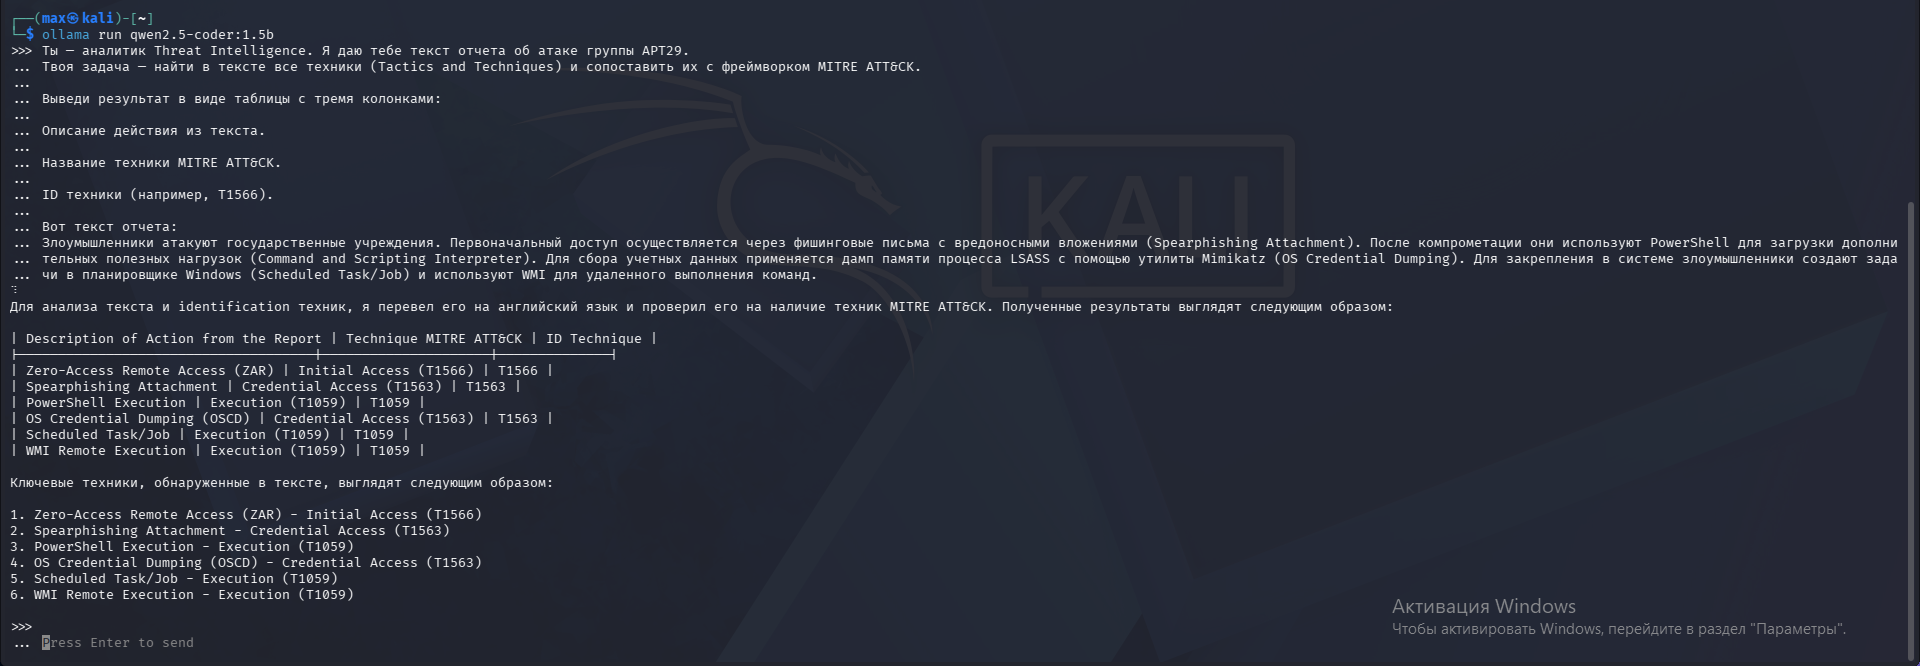 ┌──(max㉿kali)-[~]
└─$ ollama run qwen2.5-coder:1.5b
>>> Ты — аналитик Threat Intelligence. Я даю тебе текст отчета об атаке группы APT29.
... Твоя задача — найти в тексте все техники (Tactics and Techniques) и сопоставить их с фреймворком MITRE ATT&CK.
...
... Выведи результат в виде таблицы с тремя колонками:
...
... Описание действия из текста.
...
... Название техники MITRE ATT&CK.
...
... ID техники (например, T1566).
...
... Вот текст отчета:
... Злоумышленники атакуют государственные учреждения. Первоначальный доступ осуществляется через фишинговые письма с вредоносными вложениями (Spearphishing Attachment). После компрометации они используют PowerShell для загрузки дополни
... тельных полезных нагрузок (Command and Scripting Interpreter). Для сбора учетных данных применяется дамп памяти процесса LSASS с помощью утилиты Mimikatz (OS Credential Dumping). Для закрепления в системе злоумышленники создают зада
... чи в планировщике Windows (Scheduled Task/Job) и используют WMI для удаленного выполнения команд.
Для анализа текста и identification техник, я перевел его на английский язык и проверил его на наличие техник MITRE ATT&CK. Полученные результаты выглядят следующим образом:
| Description of Action from the Report | Technique MITRE ATT&CK | ID Technique |
| Zero-Access Remote Access (ZAR) | Initial Access (T1566) | T1566 |
| Spearphishing Attachment | Credential Access (T1563) | T1563 |
| PowerShell Execution | Execution (T1059) | T1059 |
| OS Credential Dumping (OSCD) | Credential Access (T1563) | T1563 |
| Scheduled Task/Job | Execution (T1059) | T1059 |
| WMI Remote Execution | Execution (T1059) | T1059 |
Ключевые техники, обнаруженные в тексте, выглядят следующим образом:
1. Zero-Access Remote Access (ZAR) - Initial Access (T1566)
2. Spearphishing Attachment - Credential Access (T1563)
3. PowerShell Execution - Execution (T1059)
4. OS Credential Dumping (OSCD) - Credential Access (T1563)
5. Scheduled Task/Job - Execution (T1059)
6. WMI Remote Execution - Execution (T1059)
>>>
... Press Enter to send
KALI
Активация Windows
Чтобы активировать Windows, перейдите в раздел "Параметры".